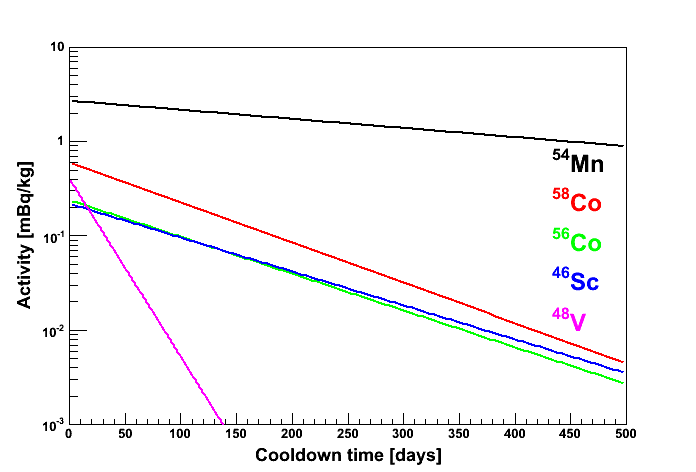 10
1
10⁻¹
10⁻²
10⁻³
Activity [mBq/kg]
⁵⁴Mn
⁵⁸Co
⁵⁶Co
⁴⁶Sc
⁴⁸V
0 50 100 150 200 250 300 350 400 450 500
Cooldown time [days]